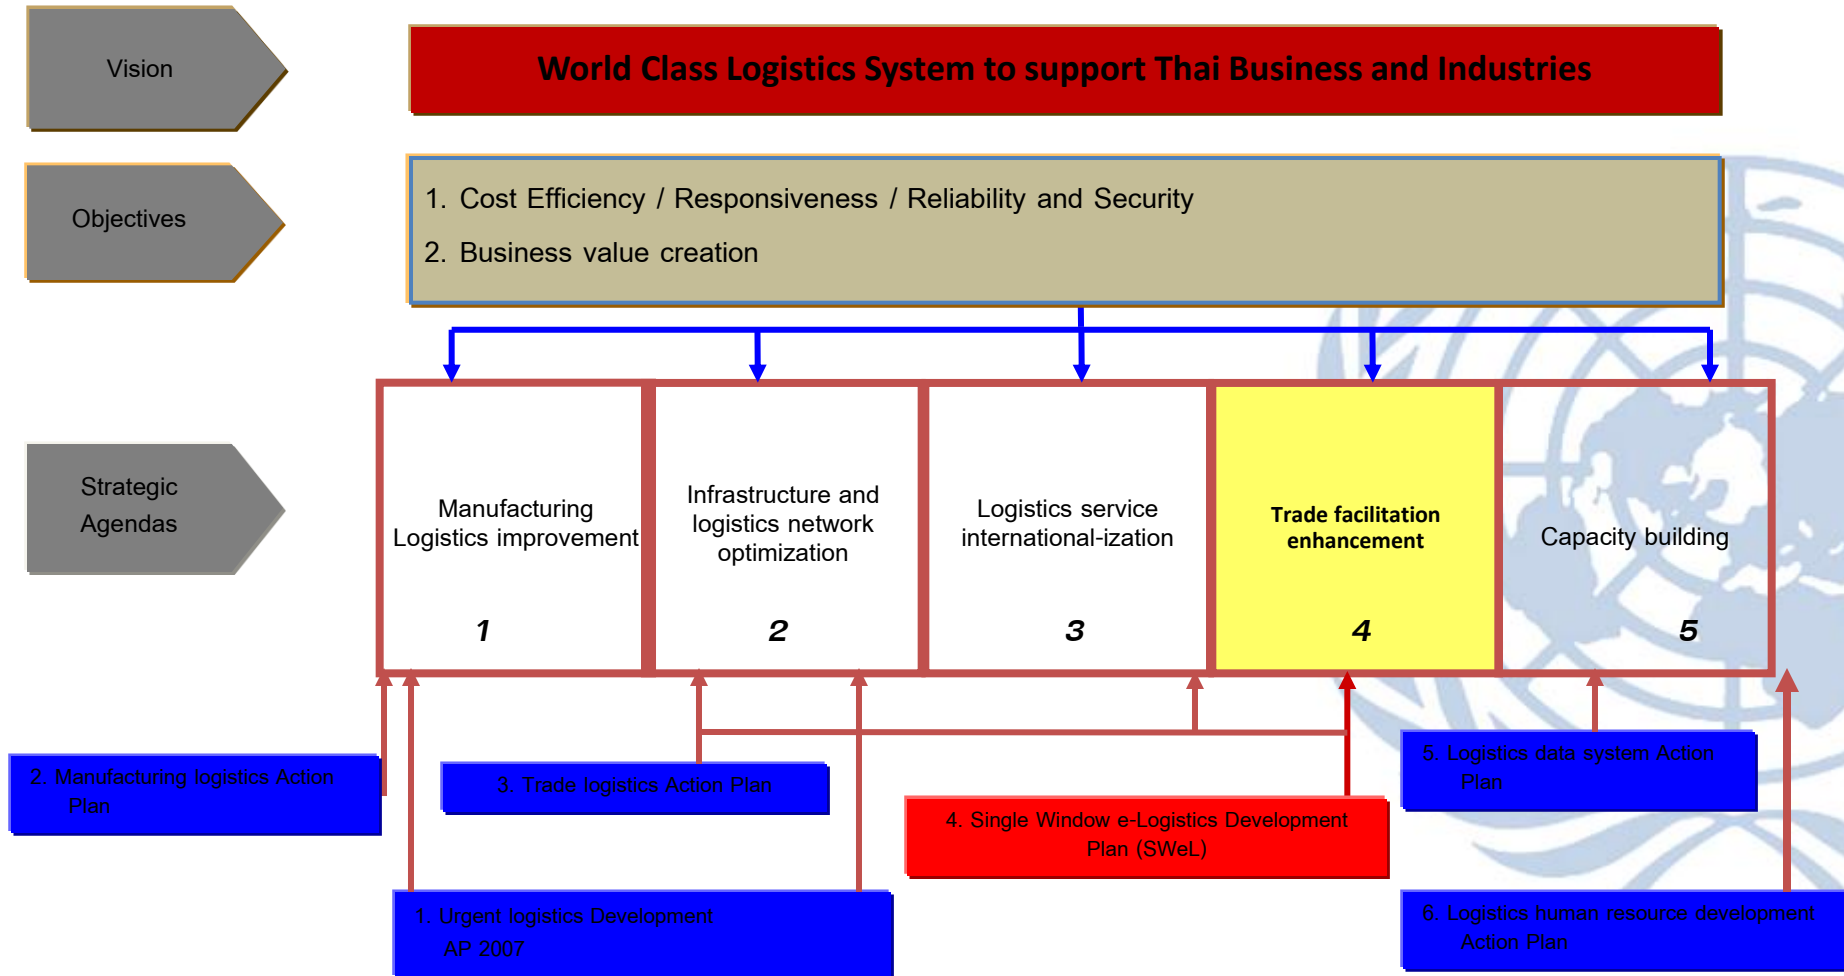 Vision
World Class Logistics System to support Thai Business and Industries
Objectives
1. Cost Efficiency / Responsiveness / Reliability and Security
2. Business value creation
Strategic
Agendas
Manufacturing
Logistics improvement
1
Infrastructure and
logistics network
optimization
2
Logistics service
international-ization
3
Trade facilitation
enhancement
4
Capacity building
5
2. Manufacturing logistics Action
Plan
3. Trade logistics Action Plan
5. Logistics data system Action
Plan
4. Single Window e-Logistics Development
Plan (SWeL)
1. Urgent logistics Development
AP 2007
6. Logistics human resource development
Action Plan